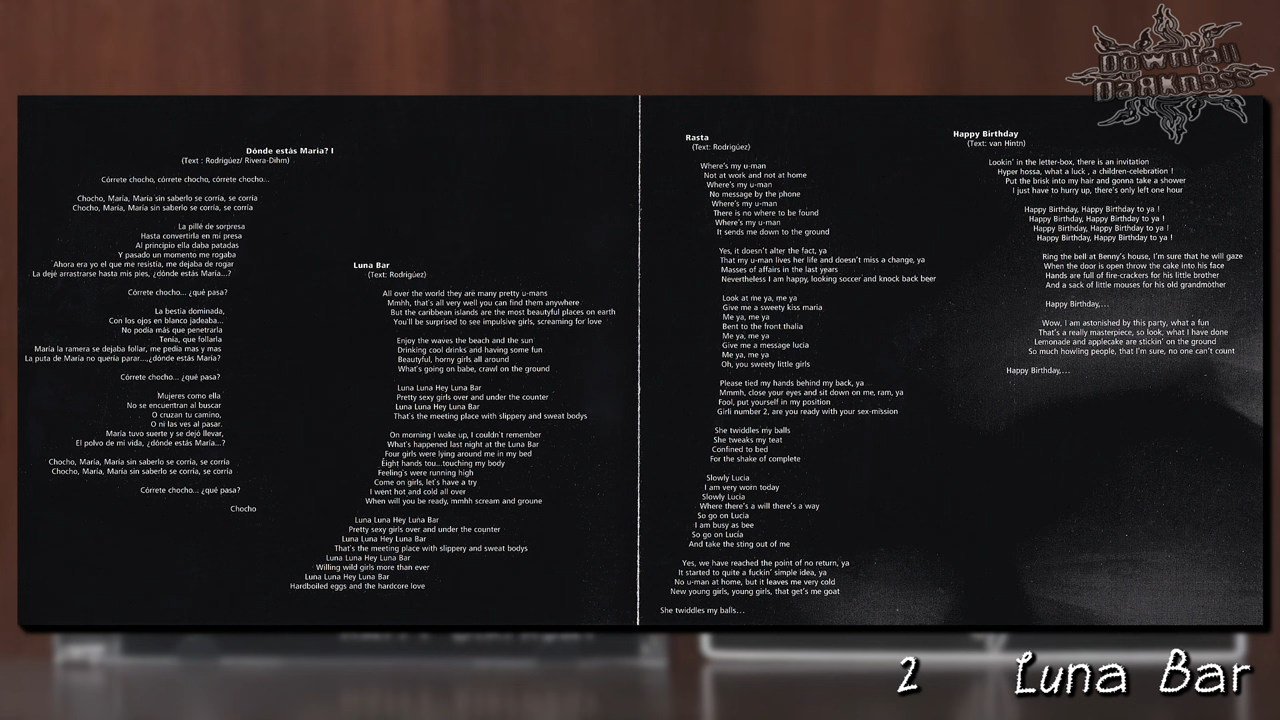 DOWNFALL OF DARKNESS
Dónde estás María? I
(Text : Rodrigúez/ Rivera-Dihm)
Córrete chocho, córrete chocho, córrete chocho...
Chocho, María, María sin saberlo se corría, se corría
Chocho, María, María sin saberlo se corría, se corría
La pillé de sorpresa
Hasta convertirla en mi presa
Al principio ella daba patadas
Y pasado un momento me rogaba
Ahora era yo el que me resistía, me dejaba de rogar
La dejé arrastrarse hasta mis pies, ¿dónde estás María...?
Córrete chocho... ¿qué pasa?
La bestia dominada,
Con los ojos en blanco jadeaba...
No podía más que penetrarla
Tenía, que follarla
María la ramera se dejaba follar, me pedía mas y mas
La puta de María no quería parar....¿dónde estás María?
Córrete chocho... ¿qué pasa?
Mujeres como ella
No se encuentran al buscar
O cruzan tu camino,
O ni las ves al pasar.
María tuvo suerte y se dejó llevar,
El polvo de mi vida, ¿dónde estás María...?
Chocho, María, María sin saberlo se corría, se corría
Chocho, María, María sin saberlo se corría, se corría
Córrete chocho... ¿qué pasa?
Chocho
Luna Bar
(Text: Rodrigúez)
All over the world they are many pretty u-mans
Mmhh, that's all very well you can find them anywhere
But the caribbean islands are the most beautyful places on earth
You'll be surprised to see impulsive girls, screaming for love
Enjoy the waves the beach and the sun
Drinking cool drinks and having some fun
Beautyful, horny girls all around
What's going on babe, crawl on the ground
Luna Luna Hey Luna Bar
Pretty sexy girls over and under the counter
Luna Luna Hey Luna Bar
That's the meeting place with slippery and sweat bodys
On morning I wake up, I couldn't remember
What's happened last night at the Luna Bar
Four girls were lying around me in my bed
Eight hands tou...touching my body
Feeling's were running high
Come on girls, let's have a try
I went hot and cold all over
When will you be ready, mmhh scream and groune
Luna Luna Hey Luna Bar
Pretty sexy girls over and under the counter
Luna Luna Hey Luna Bar
That's the meeting place with slippery and sweat bodys
Luna Luna Hey Luna Bar
Willing wild girls more than ever
Luna Luna Hey Luna Bar
Hardboiled eggs and the hardcore love
Rasta
(Text: Rodrigúez)
Where's my u-man
Not at work and not at home
Where's my u-man
No message by the phone
Where's my u-man
There is no where to be found
Where's my u-man
It sends me down to the ground
Yes, it doesn't alter the fact, ya
That my u-man lives her life and doesn't miss a change, ya
Masses of affairs in the last years
Nevertheless I am happy, looking soccer and knock back beer
Look at me ya, me ya
Give me a sweety kiss maria
Me ya, me ya
Bent to the front thalia
Me ya, me ya
Give me a message lucia
Me ya, me ya
Oh, you sweety little girls
Please tied my hands behind my back, ya
Mmmh, close your eyes and sit down on me, ram, ya
Fool, put yourself in my position
Girli number 2, are you ready with your sex-mission
She twiddles my balls
She tweaks my teat
Confined to bed
For the shake of complete
Slowly Lucia
I am very worn today
Slowly Lucia
Where there's a will there's a way
So go on Lucia
I am busy as bee
So go on Lucia
And take the sting out of me
Yes, we have reached the point of no return, ya
It started to quite a fuckin' simple idea, ya
No u-man at home, but it leaves me very cold
New young girls, young girls, that get's me goat
She twiddles my balls...
Happy Birthday
(Text: van Hintn)
Lookin' in the letter-box, there is an invitation
Hyper hossa, what a luck , a children-celebration !
Put the brisk into my hair and gonna take a shower
I just have to hurry up, there's only left one hour
Happy Birthday, Happy Birthday to ya !
Happy Birthday, Happy Birthday to ya !
Happy Birthday, Happy Birthday to ya !
Happy Birthday, Happy Birthday to ya !
Ring the bell at Benny's house, I'm sure that he will gaze
When the door is open throw the cake into his face
Hands are full of fire-crackers for his little brother
And a sack of little mouses for his old grandmother
Happy Birthday,...
Wow, I am astonished by this party, what a fun
That's a really masterpiece, so look, what I have done
Lemonade and applecake are stickin' on the ground
So much howling people, that I'm sure, no one can't count
Happy Birthday,...
2 Luna Bar